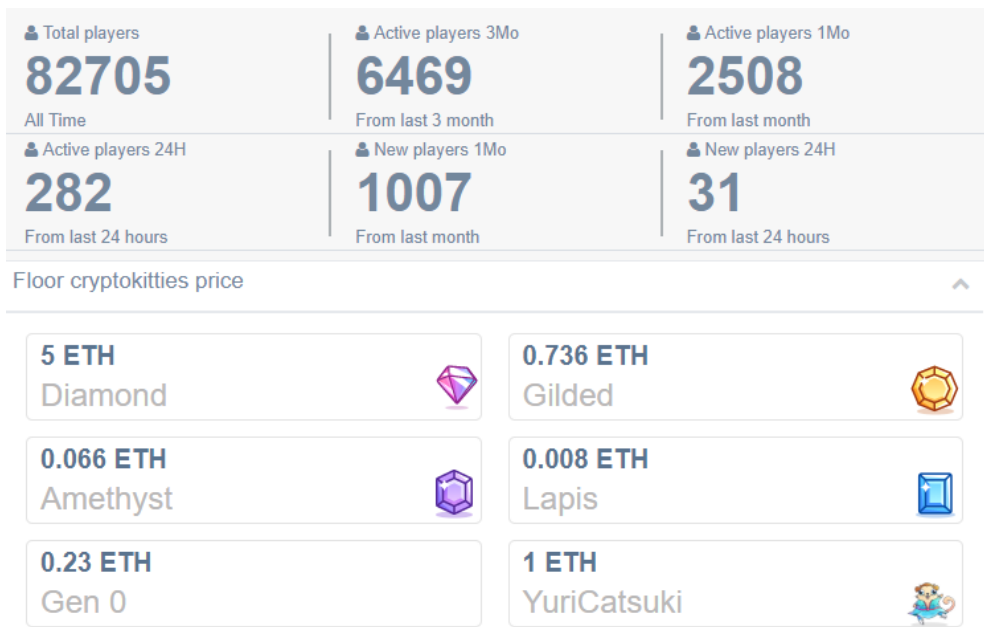 Total players
82705
All Time
Active players 3Mo
6469
From last 3 month
Active players 1Mo
2508
From last month
Active players 24H
282
From last 24 hours
New players 1Mo
1007
From last month
New players 24H
31
From last 24 hours
Floor cryptokitties price
5 ETH
Diamond
0.736 ETH
Gilded
0.066 ETH
Amethyst
0.008 ETH
Lapis
0.23 ETH
Gen 0
1 ETH
YuriCatsuki